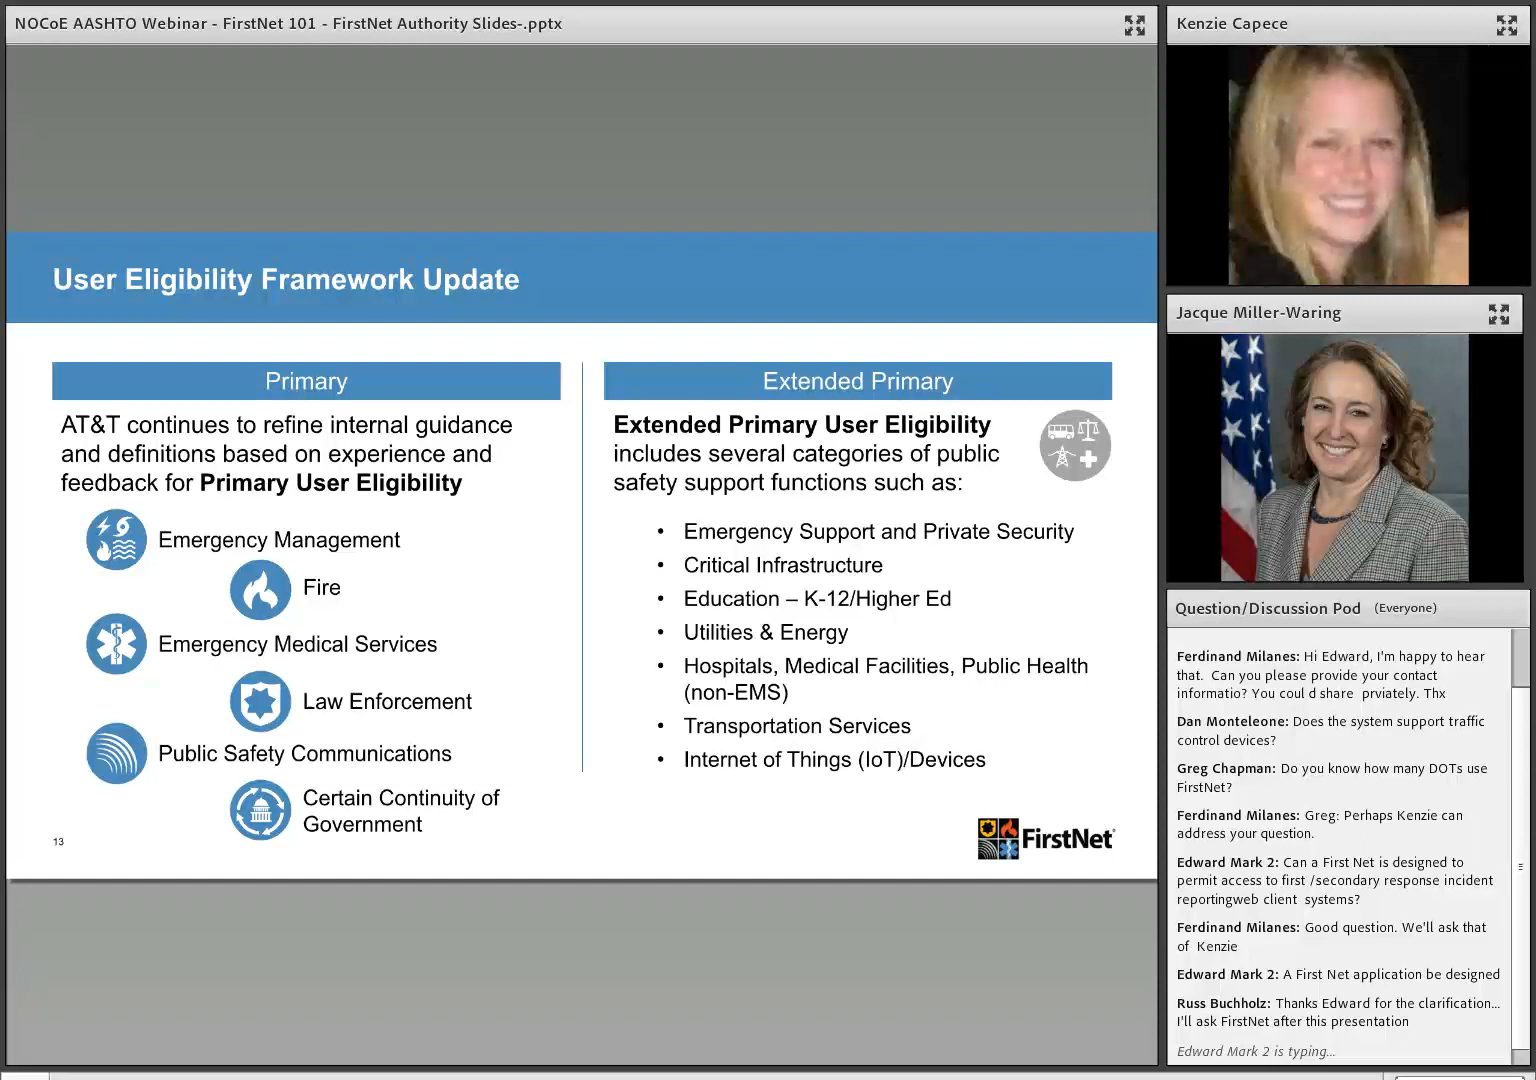 NOCoE AASHTO Webinar - FirstNet 101 - FirstNet Authority Slides-.pptx
User Eligibility Framework Update
Primary
AT&T continues to refine internal guidance
and definitions based on experience and
feedback for Primary User Eligibility
Emergency Management
Fire
Emergency Medical Services
Law Enforcement
Public Safety Communications
Certain Continuity of
Government
13
Extended Primary
Extended Primary User Eligibility
includes several categories of public
safety support functions such as:
• Emergency Support and Private Security
• Critical Infrastructure
• Education – K-12/Higher Ed
• Utilities & Energy
• Hospitals, Medical Facilities, Public Health
(non-EMS)
• Transportation Services
• Internet of Things (IoT)/Devices
FirstNet
Kenzie Capece
Jacque Miller-Waring
Question/Discussion Pod (Everyone)
Ferdinand Milanes: Hi Edward, I'm happy to hear
that. Can you please provide your contact
informatio? You coul d share prviately. Thx
Dan Monteleone: Does the system support traffic
control devices?
Greg Chapman: Do you know how many DOTs use
FirstNet?
Ferdinand Milanes: Greg: Perhaps Kenzie can
address your question.
Edward Mark 2: Can a First Net is designed to
permit access to first /secondary response incident
reportingweb client systems?
Ferdinand Milanes: Good question. We'll ask that
of Kenzie
Edward Mark 2: A First Net application be designed
Russ Buchholz: Thanks Edward for the clarification...
I'll ask FirstNet after this presentation
Edward Mark 2 is typing...